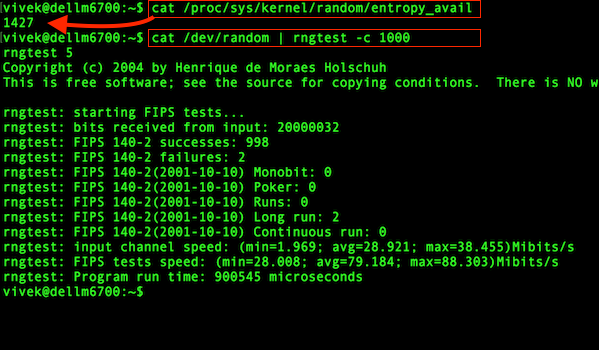 vivek@dellm6700:~$ cat /proc/sys/kernel/random/entropy_avail
1427
vivek@dellm6700:~$ cat /dev/random | rngtest -c 1000
rngtest 5
Copyright (c) 2004 by Henrique de Moraes Holschuh
This is free software; see the source for copying conditions.  There is NO w
rngtest: starting FIPS tests...
rngtest: bits received from input: 20000032
rngtest: FIPS 140-2 successes: 998
rngtest: FIPS 140-2 failures: 2
rngtest: FIPS 140-2(2001-10-10) Monobit: 0
rngtest: FIPS 140-2(2001-10-10) Poker: 0
rngtest: FIPS 140-2(2001-10-10) Runs: 0
rngtest: FIPS 140-2(2001-10-10) Long run: 2
rngtest: FIPS 140-2(2001-10-10) Continuous run: 0
rngtest: input channel speed: (min=1.969; avg=28.921; max=38.455)Mibits/s
rngtest: FIPS tests speed: (min=28.008; avg=79.184; max=88.303)Mibits/s
rngtest: Program run time: 900545 microseconds
vivek@dellm6700:~$